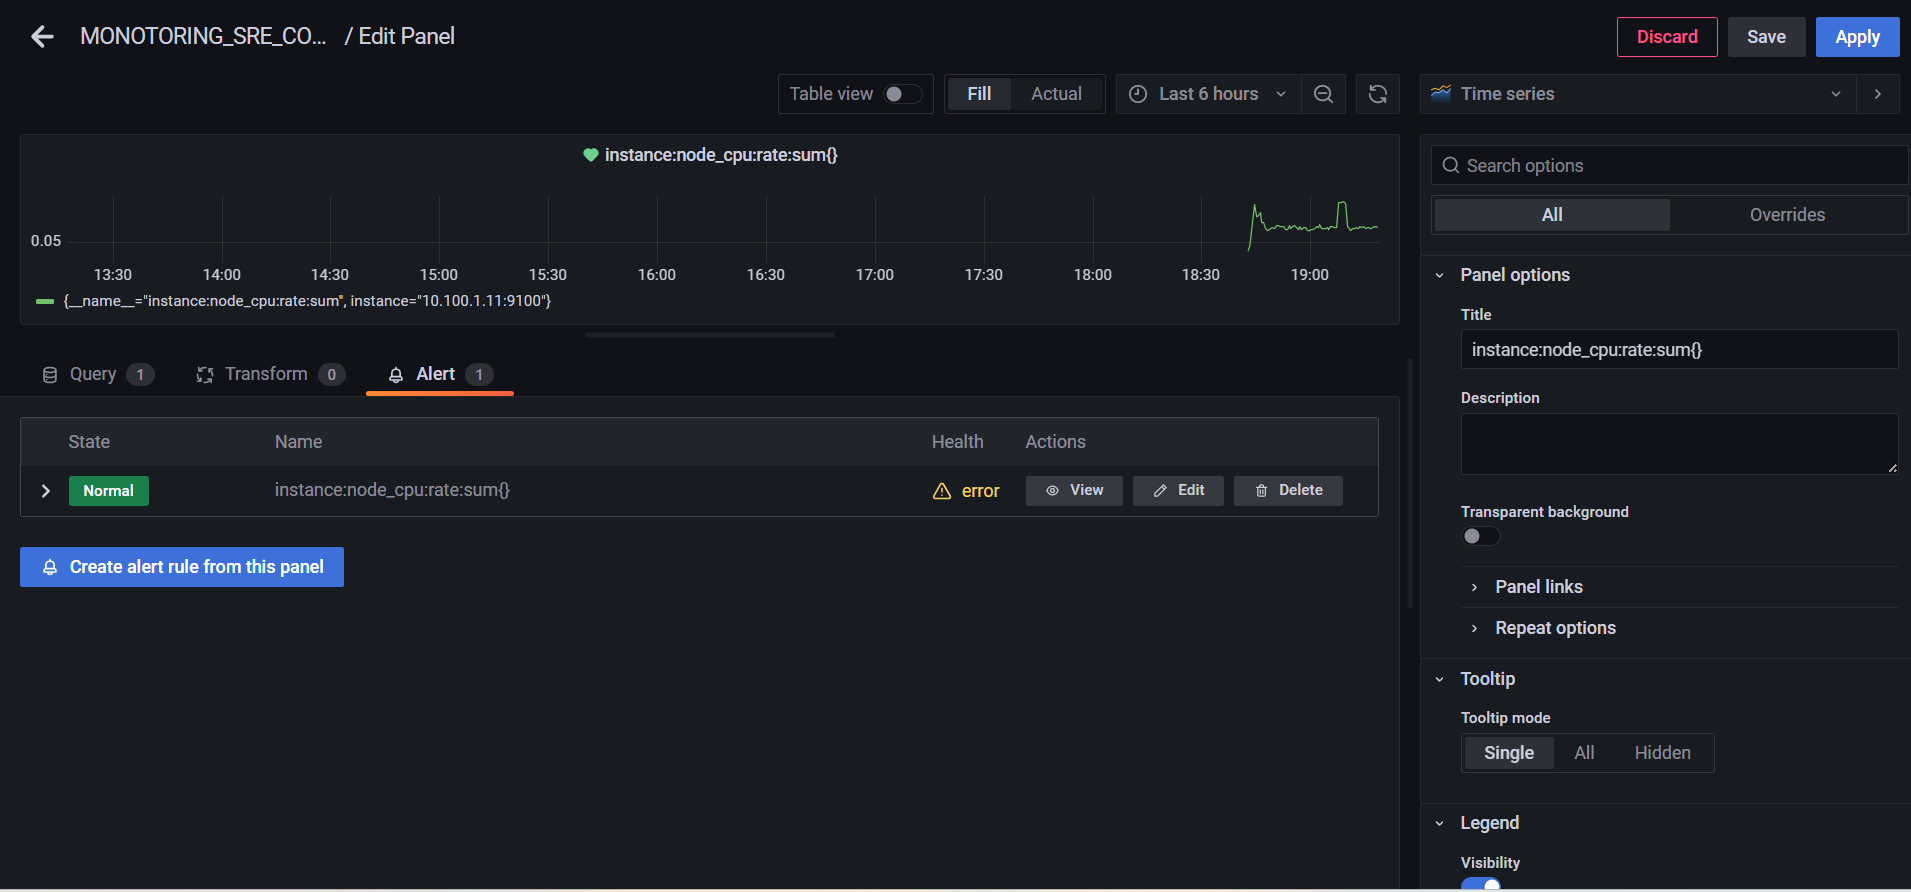 MONOTORING_SRE_CO... / Edit Panel
Discard
Save
Apply
Table view
Fill
Actual
Last 6 hours
Time series
instance:node_cpu:rate:sum{}
0.05
13:30 14:00 14:30 15:00 15:30 16:00 16:30 17:00 17:30 18:00 18:30 19:00
{__name__="instance:node_cpu:rate:sum", instance="10.100.1.11:9100"}
Query 1
Transform 0
Alert 1
State Name Health Actions
Normal instance:node_cpu:rate:sum{} error View Edit Delete
Create alert rule from this panel
Search options
All
Overrides
Panel options
Title
instance:node_cpu:rate:sum{}
Description
Transparent background
Panel links
Repeat options
Tooltip
Tooltip mode
Single All Hidden
Legend
Visibility